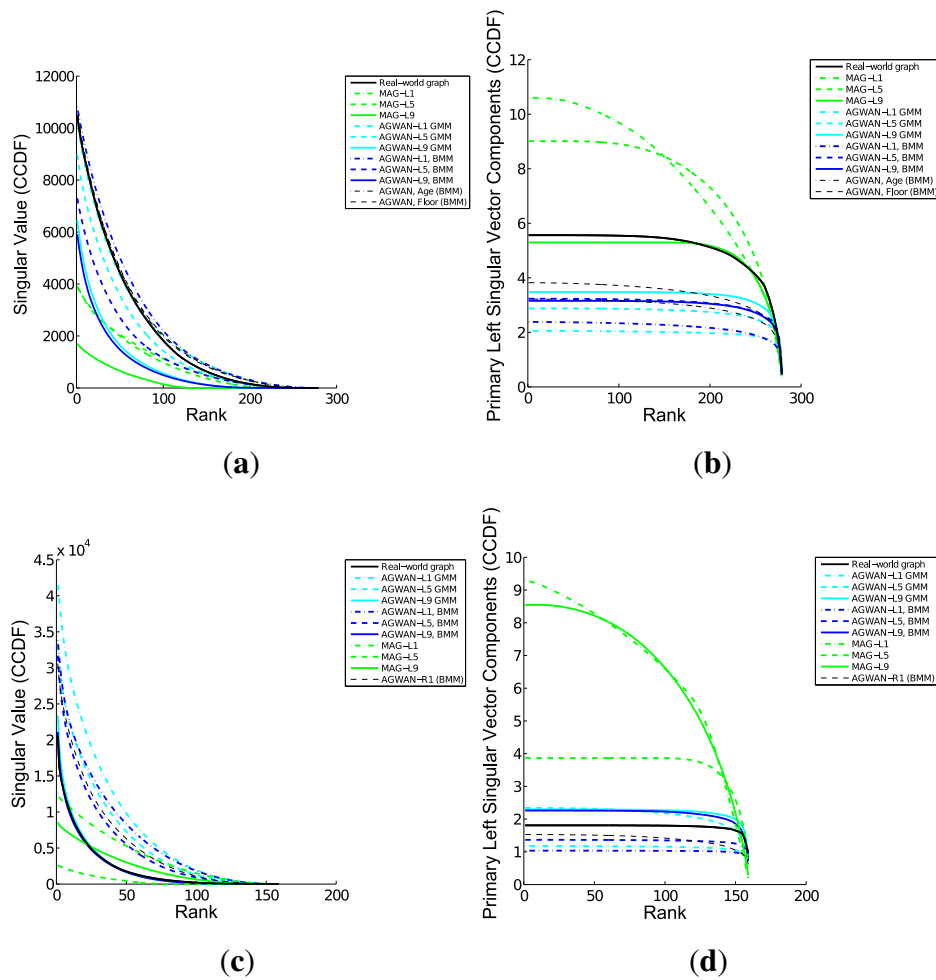 Singular Value (CCDF)
12000
10000
8000
6000
4000
2000
0
0
100
200
300
Rank
Real-world graph
MAG-L1
MAG-L5
MAG-L9
AGWAN-L1 GMM
AGWAN-L5 GMM
AGWAN-L9 GMM
AGWAN-L1, BMM
AGWAN-L5, BMM
AGWAN-L9, BMM
AGWAN, Age (BMM)
AGWAN, Floor (BMM)
(a)
Primary Left Singular Vector Components (CCDF)
12
10
8
6
4
2
0
0
100
200
300
Rank
Real-world graph
MAG-L1
MAG-L5
MAG-L9
AGWAN-L1 GMM
AGWAN-L5 GMM
AGWAN-L9 GMM
AGWAN-L1, BMM
AGWAN-L5, BMM
AGWAN-L9, BMM
AGWAN, Age (BMM)
AGWAN, Floor (BMM)
(b)
Singular Value (CCDF)
x 10^4
4.5
4
3.5
3
2.5
2
1.5
1
0.5
0
0
50
100
150
200
Rank
Real-world graph
AGWAN-L1 GMM
AGWAN-L5 GMM
AGWAN-L9 GMM
AGWAN-L1, BMM
AGWAN-L5, BMM
AGWAN-L9, BMM
MAG-L1
MAG-L5
MAG-L9
AGWAN-R1 (BMM)
(c)
Primary Left Singular Vector Components (CCDF)
10
9
8
7
6
5
4
3
2
1
0
0
50
100
150
200
Rank
Real-world graph
AGWAN-L1 GMM
AGWAN-L5 GMM
AGWAN-L9 GMM
AGWAN-L1, BMM
AGWAN-L5, BMM
AGWAN-L9, BMM
MAG-L1
MAG-L5
MAG-L9
AGWAN-R1 (BMM)
(d)